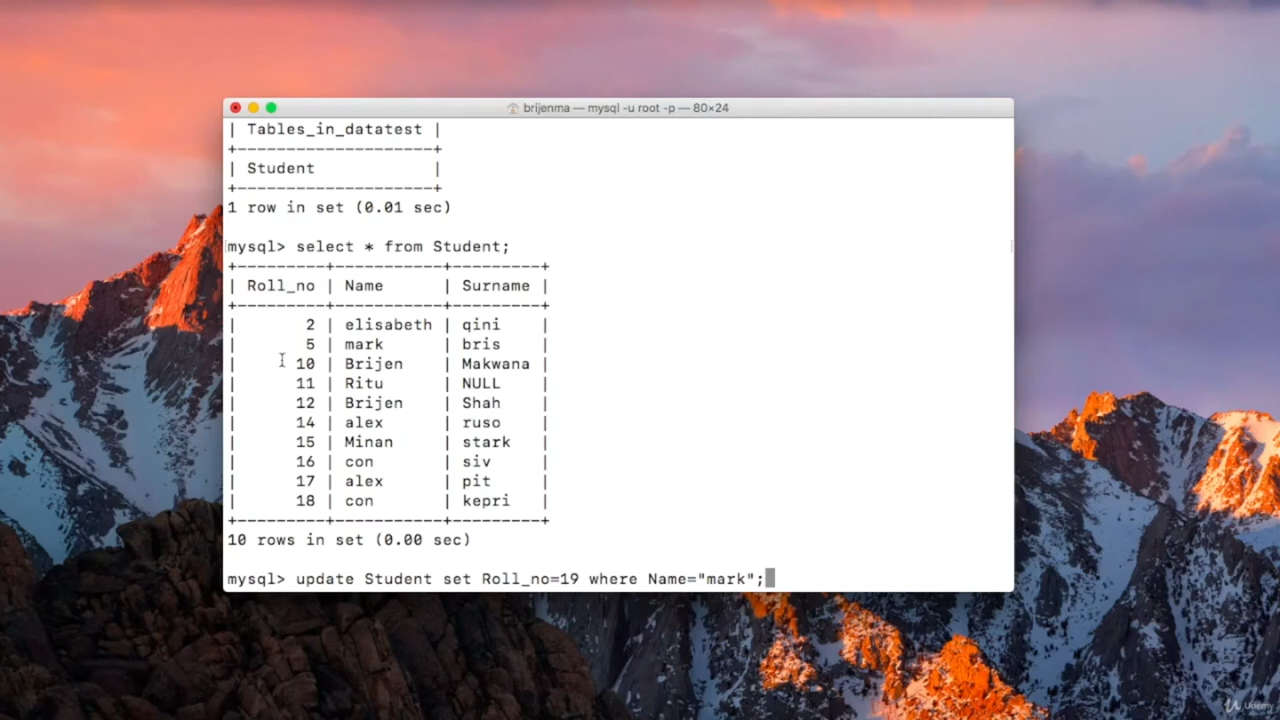 brijenma — mysql -u root -p — 80×24
| Tables_in_datatest |
+--------------------+
| Student            |
+--------------------+
1 row in set (0.01 sec)
mysql> select * from Student;
+---------+-----------+---------+
| Roll_no | Name      | Surname |
+---------+-----------+---------+
|       2 | elisabeth | qini    |
|       5 | mark      | bris    |
|      10 | Brijen    | Makwana |
|      11 | Ritu      | NULL    |
|      12 | Brijen    | Shah    |
|      14 | alex      | ruso    |
|      15 | Minan     | stark   |
|      16 | con       | siv     |
|      17 | alex      | pit     |
|      18 | con       | kepri   |
+---------+-----------+---------+
10 rows in set (0.00 sec)
mysql> update Student set Roll_no=19 where Name="mark";
Udemy